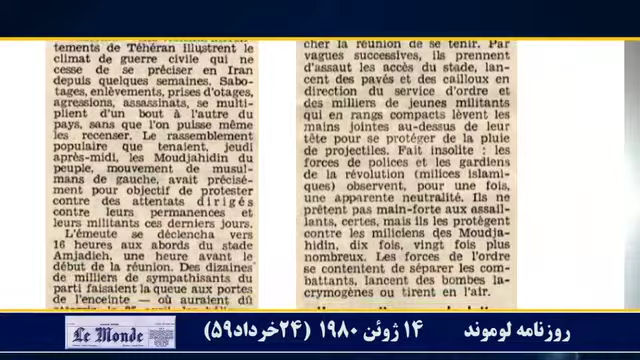 tements de Téhéran illustrent le
climat de guerre civile qui ne
cesse de se préciser en Iran
depuis quelques semaines. Sabo-
tages, enlèvements, prises d'otages,
agressions, assassinats, se multi-
plient d'un bout à l'autre du
pays, sans que l'on puisse même
les recenser. Le rassemblement
populaire que tenaient, jeudi
après-midi, les Moudjahidin du
peuple, mouvement de musul-
mans de gauche, avait précisé-
ment pour objectif de protester
contre des attentats dirigés
contre leurs permanences et
leurs militants ces derniers jours.
L'émeute se déclencha vers
16 heures aux abords du stade
Amjadieh, une heure avant le
début de la réunion. Des dizaines
de milliers de sympathisants du
parti faisaient la queue aux portes
de l'enceinte — où auraient dû
cher la réunion de se tenir. Par
vagues successives, ils prennent
d'assaut les accès du stade, lan-
cent des pavés et des cailloux en
direction du service d'ordre et
des milliers de jeunes militants
qui en rangs compacts lèvent les
mains jointes au-dessus de leur
tête pour se protéger de la pluie
de projectiles. Fait insolite : les
forces de polices et les gardiens
de la révolution (milices islami-
ques) observent, pour une fois,
une apparente neutralité. Ils ne
prêtent pas main-forte aux assail-
lants, certes, mais ils les protègent
contre les miliciens des Moudja-
hidin, dix fois, vingt fois plus
nombreux. Les forces de l'ordre
se contentent de séparer les com-
battants, lancent des bombes la-
crymogènes ou tirent en l'air.
Le Monde
روزنامه لوموند ۱۴ ژوئن ۱۹۸۰ (۲۴خرداد۵۹)